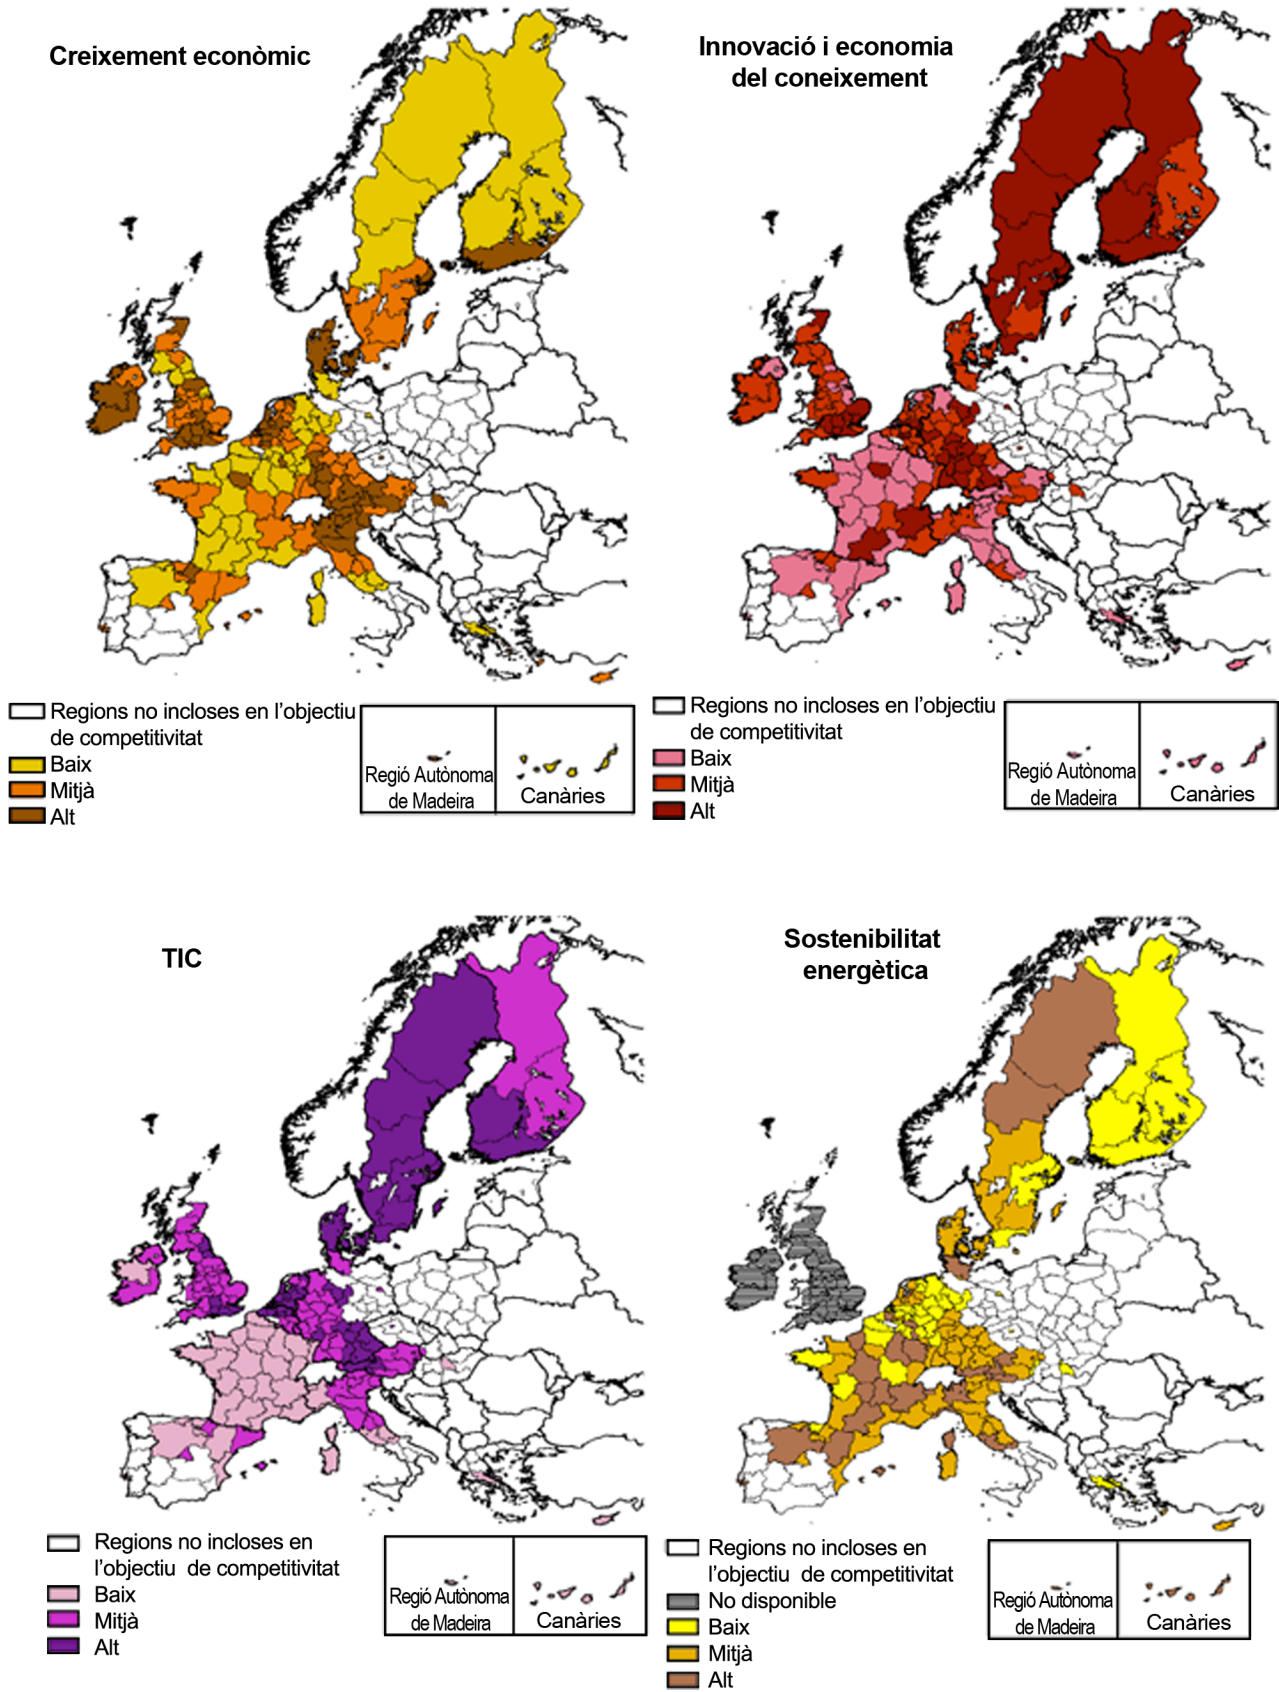 Creixement econòmic
Innovació i economia
del coneixement
Regions no incloses en l’objectiu
de competitivitat
Baix
Mitjà
Alt
Regió Autònoma
de Madeira
Canàries
Regions no incloses en l’objectiu
de competitivitat
Baix
Mitjà
Alt
Regió Autònoma
de Madeira
Canàries
TIC
Sostenibilitat
energètica
Regions no incloses en
l’objectiu de competitivitat
Baix
Mitjà
Alt
Regió Autònoma
de Madeira
Canàries
Regions no incloses en
l’objectiu de competitivitat
No disponible
Baix
Mitjà
Alt
Regió Autònoma
de Madeira
Canàries